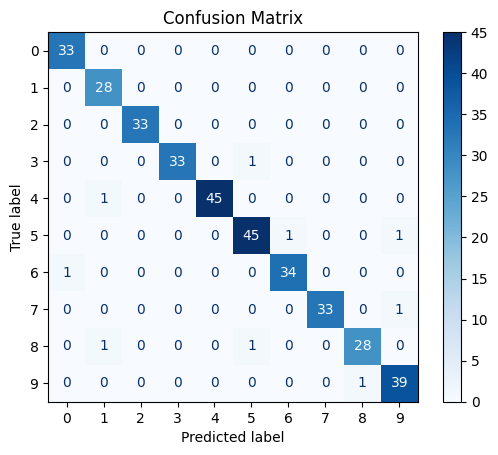 Confusion Matrix
0 33 0 0 0 0 0 0 0 0 0
1 0 28 0 0 0 0 0 0 0 0
2 0 0 33 0 0 0 0 0 0 0
3 0 0 0 33 0 1 0 0 0 0
4 0 1 0 0 45 0 0 0 0 0
5 0 0 0 0 0 45 1 0 0 1
6 1 0 0 0 0 0 34 0 0 0
7 0 0 0 0 0 0 0 33 0 1
8 0 1 0 0 0 1 0 0 28 0
9 0 0 0 0 0 0 0 0 1 39
0 1 2 3 4 5 6 7 8 9
True label
Predicted label
45
40
35
30
25
20
15
10
5
0